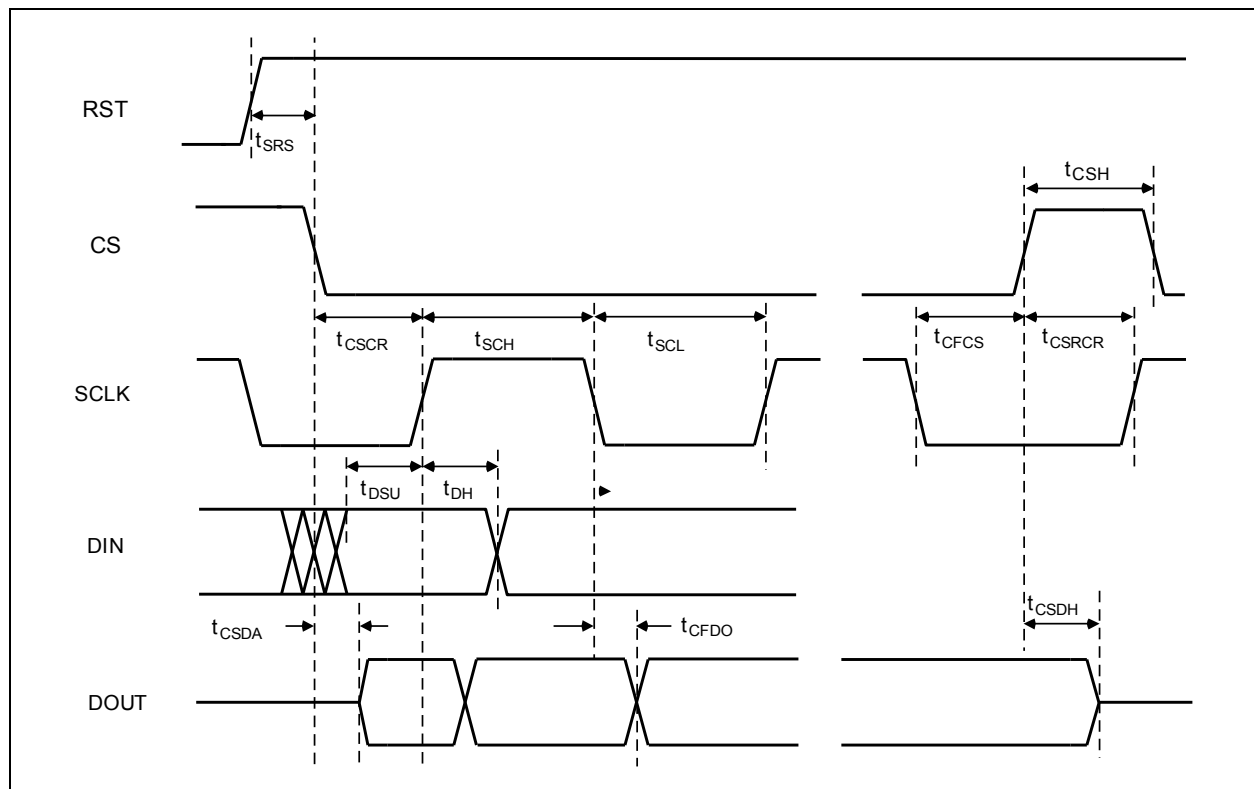 RST
tSRS
tCSH
CS
tCSCR
tSCH
tSCL
tCFCS
tCSRCR
SCLK
tDSU
tDH
DIN
tCSDA
tCFDO
tCSDH
DOUT